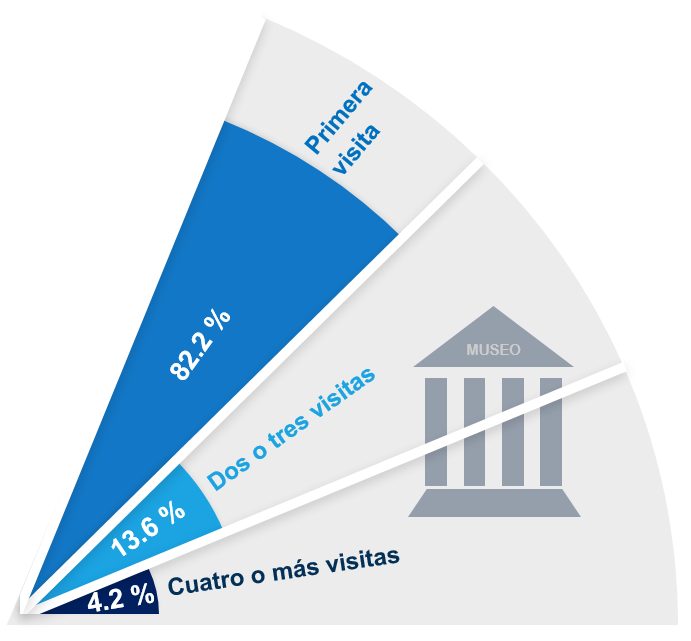 Primera
visita
82.2 %
MUSEO
Dos o tres visitas
13.6 %
Cuatro o más visitas
4.2 %